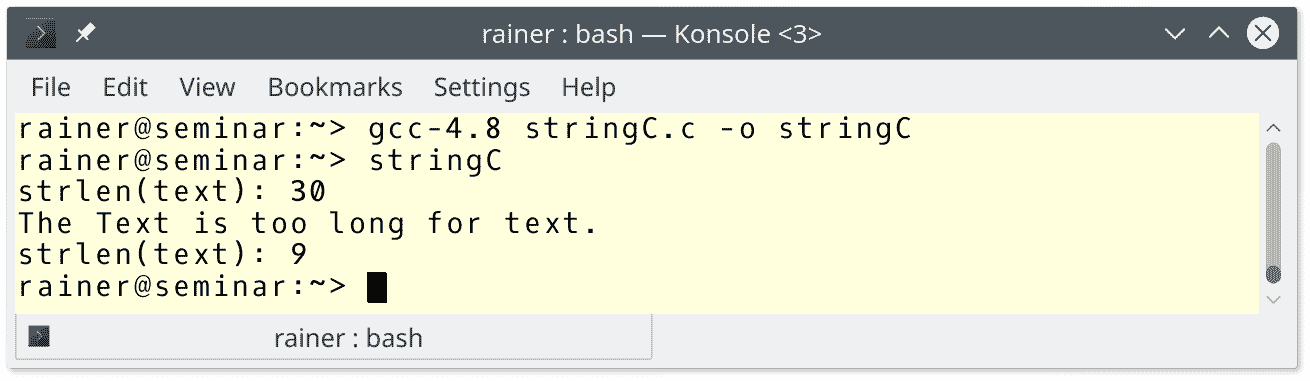 rainer : bash — Konsole <3>
File Edit View Bookmarks Settings Help
rainer@seminar:~> gcc-4.8 stringC.c -o stringC
rainer@seminar:~> stringC
strlen(text): 30
The Text is too long for text.
strlen(text): 9
rainer@seminar:~>
rainer : bash